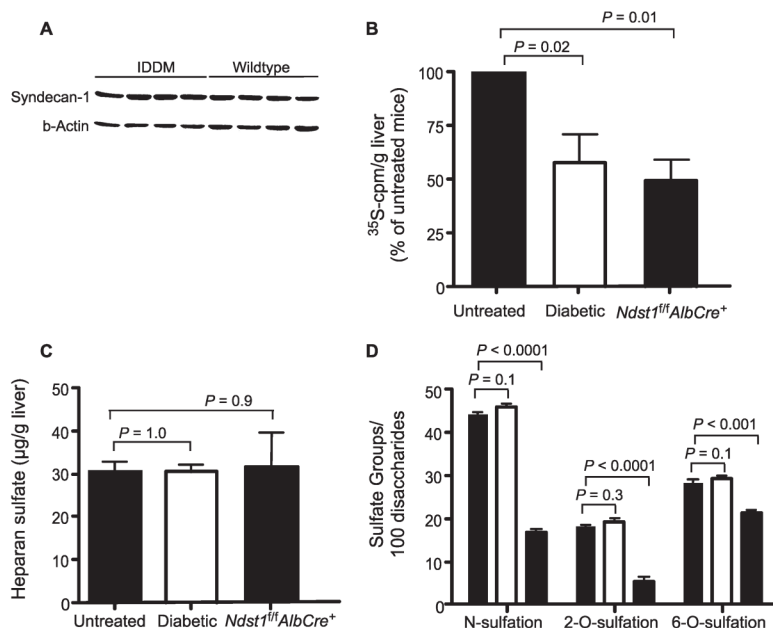 A
IDDM Wildtype
Syndecan-1
b-Actin
B
P = 0.01
P = 0.02
100
75
50
25
0
35S-cpm/g liver
(% of untreated mice)
Untreated Diabetic Ndst1f/fAlbCre+
C
P = 0.9
P = 1.0
50
40
30
20
10
0
Heparan sulfate (µg/g liver)
Untreated Diabetic Ndst1f/fAlbCre+
D
P < 0.0001
P = 0.1
P < 0.0001
P = 0.3
P < 0.001
P = 0.1
50
40
30
20
10
0
Sulfate Groups/
100 disaccharides
N-sulfation 2-O-sulfation 6-O-sulfation